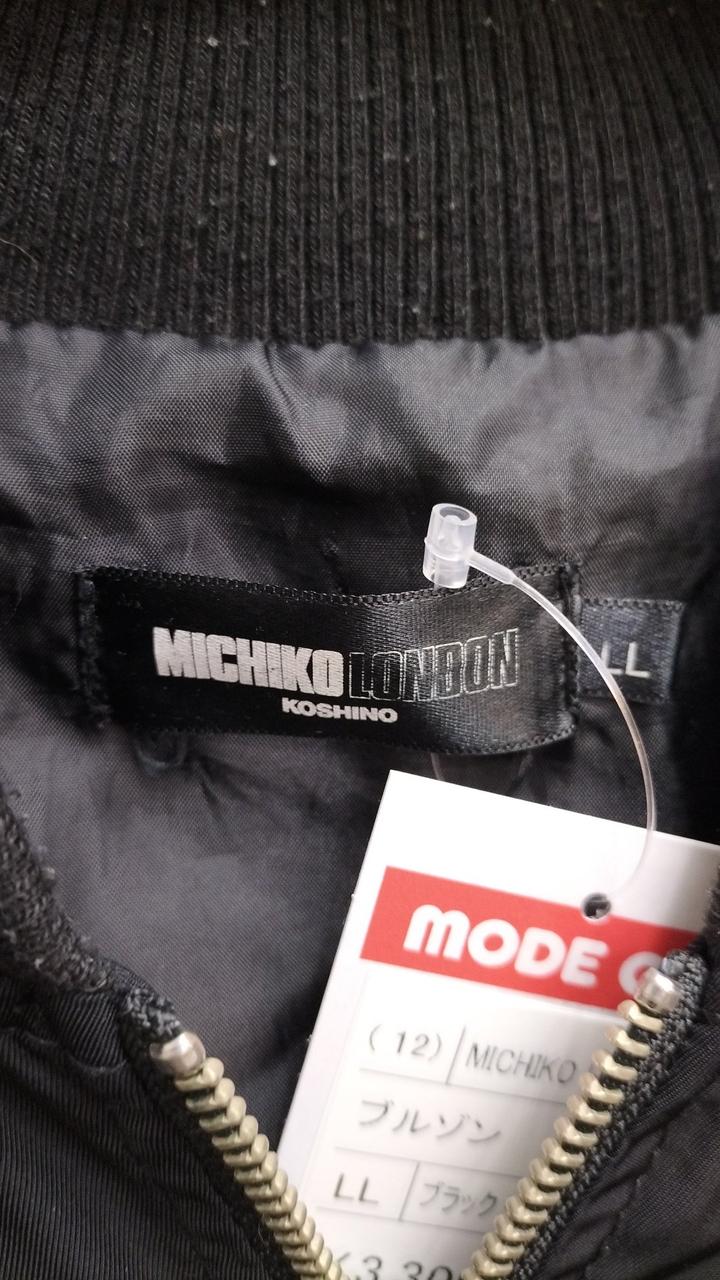 MICHIKO LONDON
KOSHINO
LL
MODE
(12) MICHIKO
ブルゾン
LL ブラック